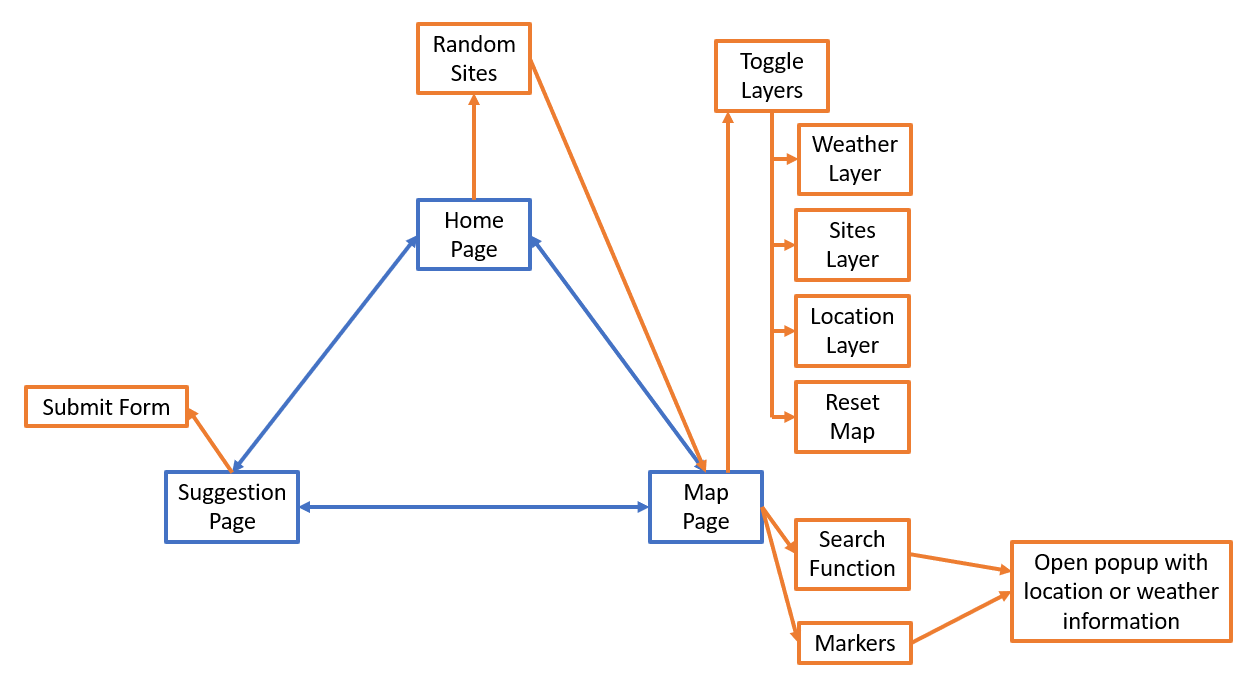 Random
Sites
Toggle
Layers
Weather
Layer
Home
Page
Sites
Layer
Location
Layer
Submit Form
Reset
Map
Suggestion
Page
Map
Page
Search
Function
Open popup with
location or weather
information
Markers